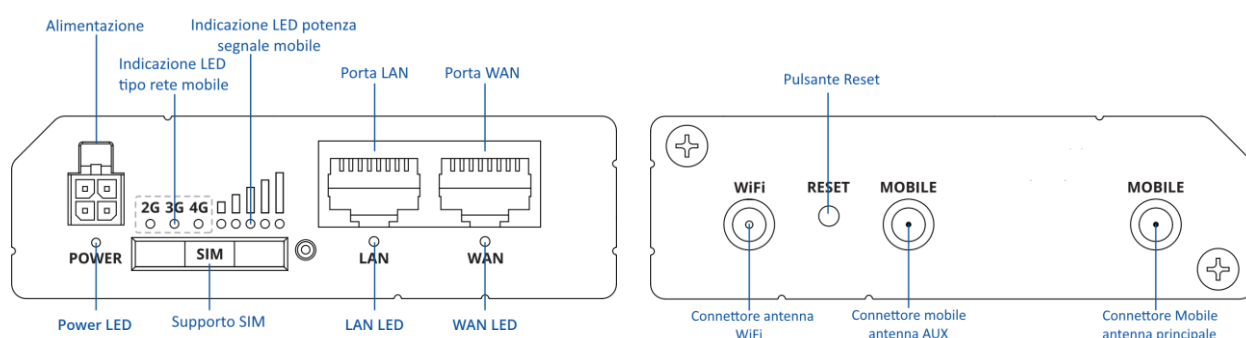 Alimentazione
Indicazione LED potenza
segnale mobile
Indicazione LED
tipo rete mobile
Porta LAN
Porta WAN
2G 3G 4G
POWER
SIM
LAN
WAN
Power LED
Supporto SIM
LAN LED
WAN LED
Pulsante Reset
WiFi
RESET
MOBILE
MOBILE
Connettore antenna
WiFi
Connettore mobile
antenna AUX
Connettore Mobile
antenna principale